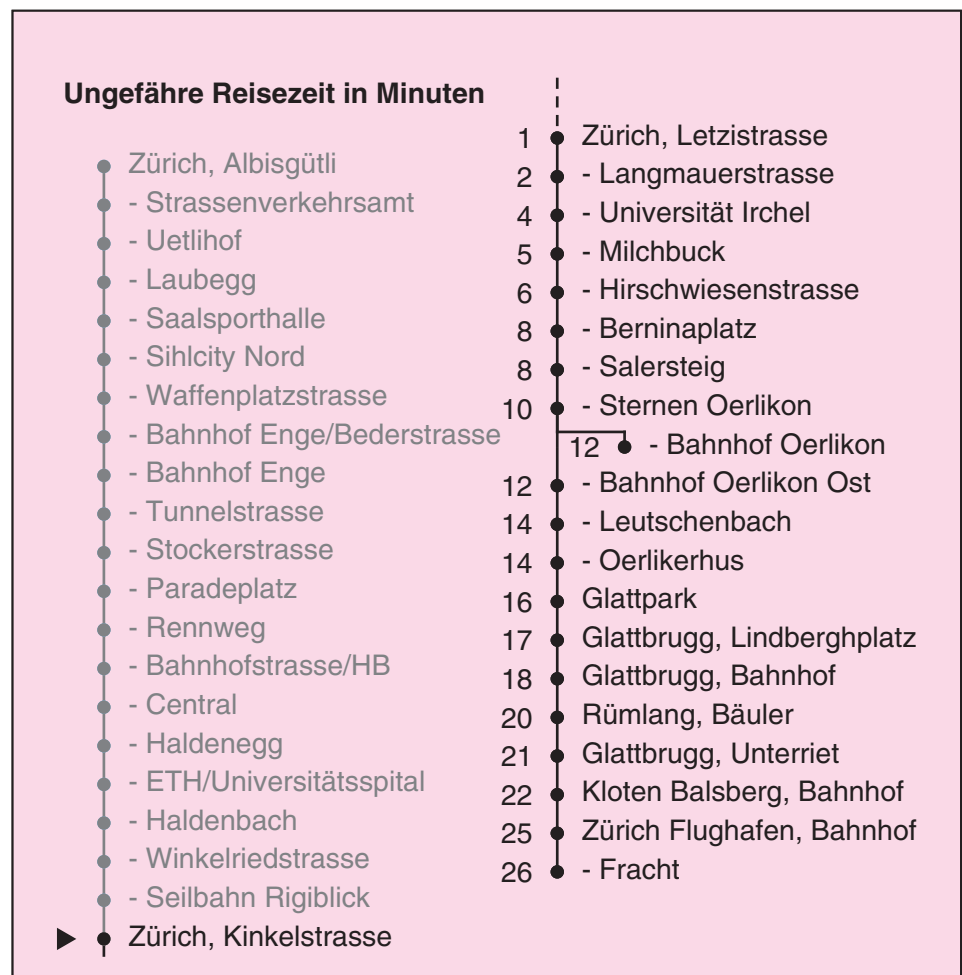 Ungefähre Reisezeit in Minuten
Zürich, Albisgütli
- Strassenverkehrsamt
- Uetlihof
- Laubegg
- Saalsporthalle
- Sihlcity Nord
- Waffenplatzstrasse
- Bahnhof Enge/Bederstrasse
- Bahnhof Enge
- Tunnelstrasse
- Stockerstrasse
- Paradeplatz
- Rennweg
- Bahnhofstrasse/HB
- Central
- Haldenegg
- ETH/Universitätsspital
- Haldenbach
- Winkelriedstrasse
- Seilbahn Rigiblick
Zürich, Kinkelstrasse
1 Zürich, Letzistrasse
2 - Langmauerstrasse
4 - Universität Irchel
5 - Milchbuck
6 - Hirschwiesenstrasse
8 - Berninaplatz
8 - Salersteig
10 - Sternen Oerlikon
12 - Bahnhof Oerlikon
12 - Bahnhof Oerlikon Ost
14 - Leutschenbach
14 - Oerlikerhus
16 Glattpark
17 Glattbrugg, Lindberghplatz
18 Glattbrugg, Bahnhof
20 Rümlang, Bäuler
21 Glattbrugg, Unterriet
22 Kloten Balsberg, Bahnhof
25 Zürich Flughafen, Bahnhof
26 - Fracht